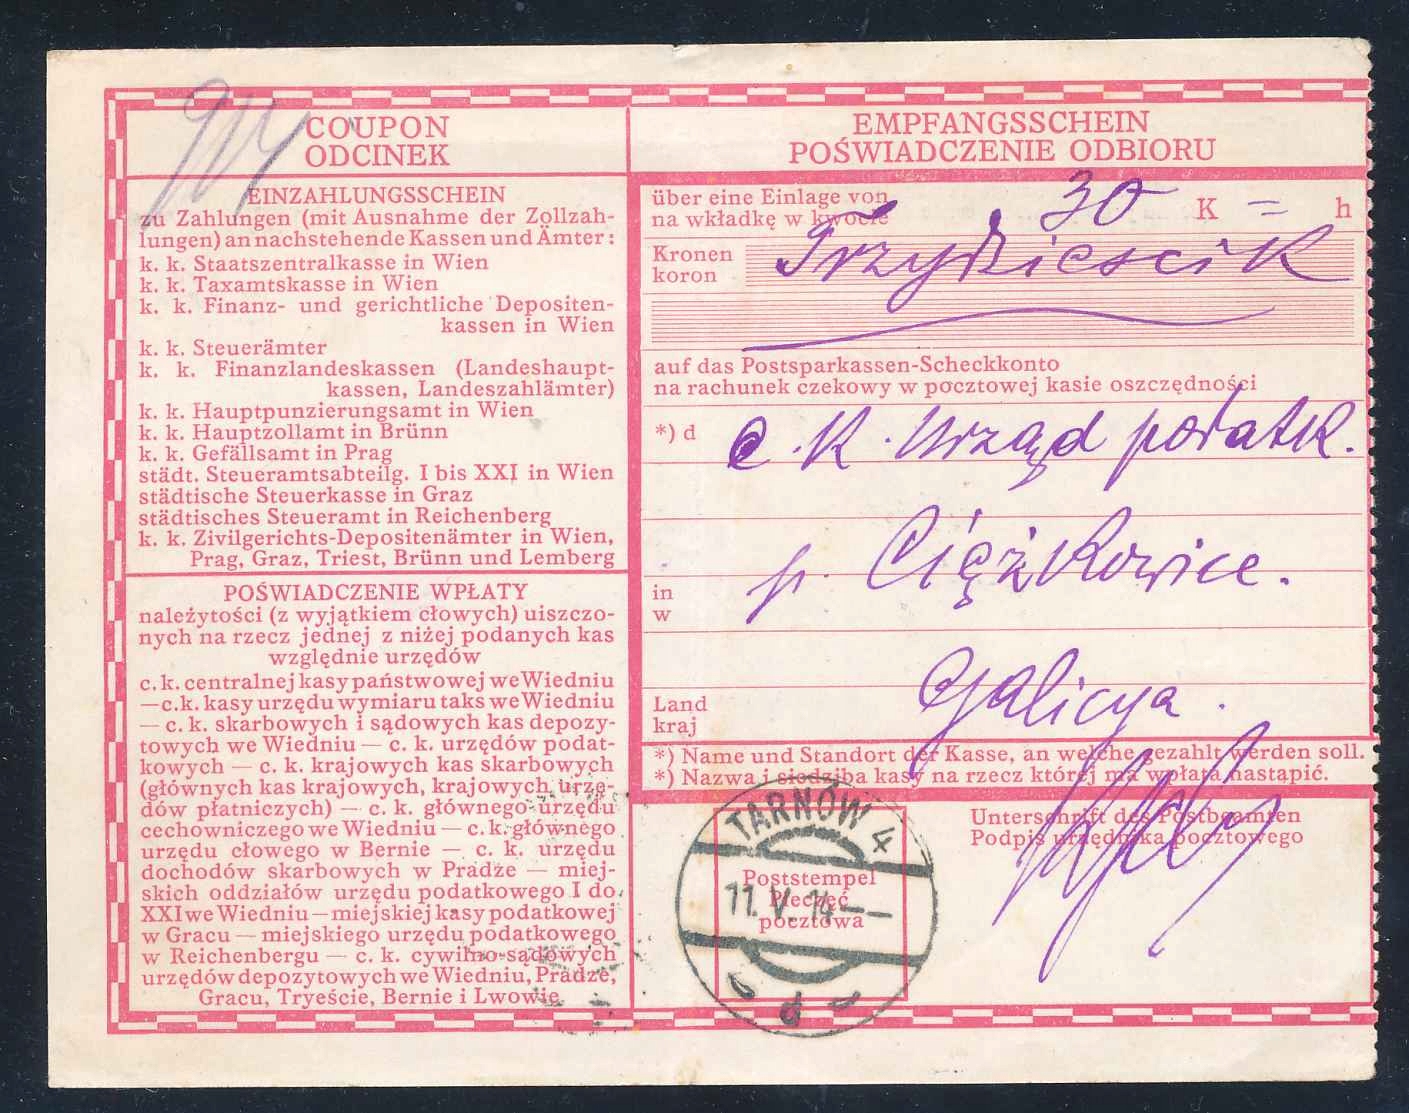 COUPON
ODCINEK
EINZAHLUNGSSCHEIN
zu Zahlungen (mit Ausnahme der Zollzah-
lungen) an nachstehende Kassen und Ämter:
k. k. Staatszentralkasse in Wien
k. k. Taxamtskasse in Wien
k. k. Finanz- und gerichtliche Depositen-
kassen in Wien
k. k. Steuerämter
k. k. Finanzlandeskassen (Landeshaupt-
kassen, Landeszahlämter)
k. k. Hauptpunzierungsamt in Wien
k. k. Hauptzollamt in Brünn
k. k. Gefällsamt in Prag
städt. Steueramtsabteilg. I bis XXI in Wien
städtische Steuerkasse in Graz
städtisches Steueramt in Reichenberg
k. k. Zivilgerichts-Depositenämter in Wien,
Prag, Graz, Triest, Brünn und Lemberg
POŚWIADCZENIE WPŁATY
należytości (z wyjątkiem cłowych) uiszczo-
nych na rzecz jednej z niżej podanych kas
względnie urzędów
c. k. centralnej kasy państwowej we Wiedniu
— c. k. kasy urzędu wymiaru taks we Wiedniu
— c. k. skarbowych i sądowych kas depozy-
towych we Wiedniu — c. k. urzędów podat-
kowych — c. k. krajowych kas skarbowych
(głównych kas krajowych, krajowych urzę-
dów płatniczych) — c. k. głównego urzędu
cechowniczego we Wiedniu — c. k. głównego
urzędu cłowego w Bernie — c. k. urzędu
dochodów skarbowych w Pradze — miej-
skich oddziałów urzędu podatkowego I do
XXI we Wiedniu — miejskiej kasy podatkowej
w Gracu — miejskiego urzędu podatkowego
w Reichenbergu — c. k. cywilno-sądowych
urzędów depozytowych we Wiedniu, Pradze,
Gracu, Tryeście, Bernie i Lwowie
EMPFANGSSCHEIN
POŚWIADCZENIE ODBIORU
über eine Einlage von
na wkładkę w kwocie 30 K = h
Kronen
koron Trzydzieścik
auf das Postsparkassen-Scheckkonto
na rachunek czekowy w pocztowej kasie oszczędności
*) d c. k. Urząd podatk.
in
w p. Ciężkowice.
Land
kraj Galicya.
*) Name und Standort der Kasse, an welche gezahlt werden soll.
*) Nazwa i siedziba kasy na rzecz której ma wpłata nastąpić.
Unterschrift des Postbeamten
Podpis urzędnika pocztowego
Poststempel
Pieczęć
pocztowa
TARNÓW 4
11. V. 14
d